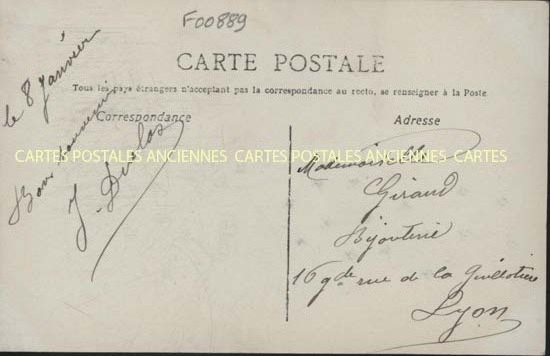 F00889
CARTE POSTALE
Tous les pays étrangers n'acceptent pas la correspondance au recto, se renseigner à la Poste.
Correspondance
Adresse
le 8 Janvier
Bon souvenir
CARTES POSTALES ANCIENNES CARTES POSTALES ANCIENNES CARTES
Mademoiselle
Giraud
Bijouterie
16 gde rue de la Guillotière
Lyon